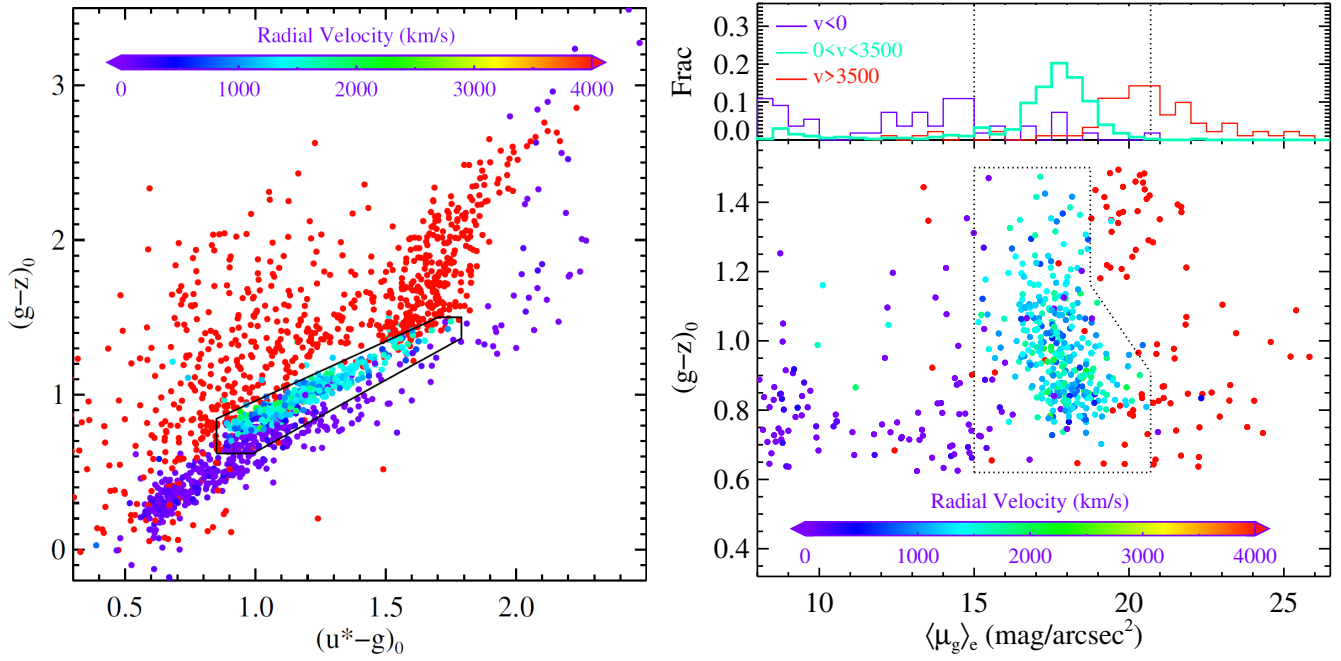 Radial Velocity (km/s)
0 1000 2000 3000 4000
(g−z)₀
3
2
1
0
0.5 1.0 1.5 2.0
(u*−g)₀
v<0
0<v<3500
v>3500
Frac
0.3
0.2
0.1
0.0
(g−z)₀
1.4
1.2
1.0
0.8
0.6
0.4
Radial Velocity (km/s)
0 1000 2000 3000 4000
10 15 20 25
⟨μg⟩e (mag/arcsec²)